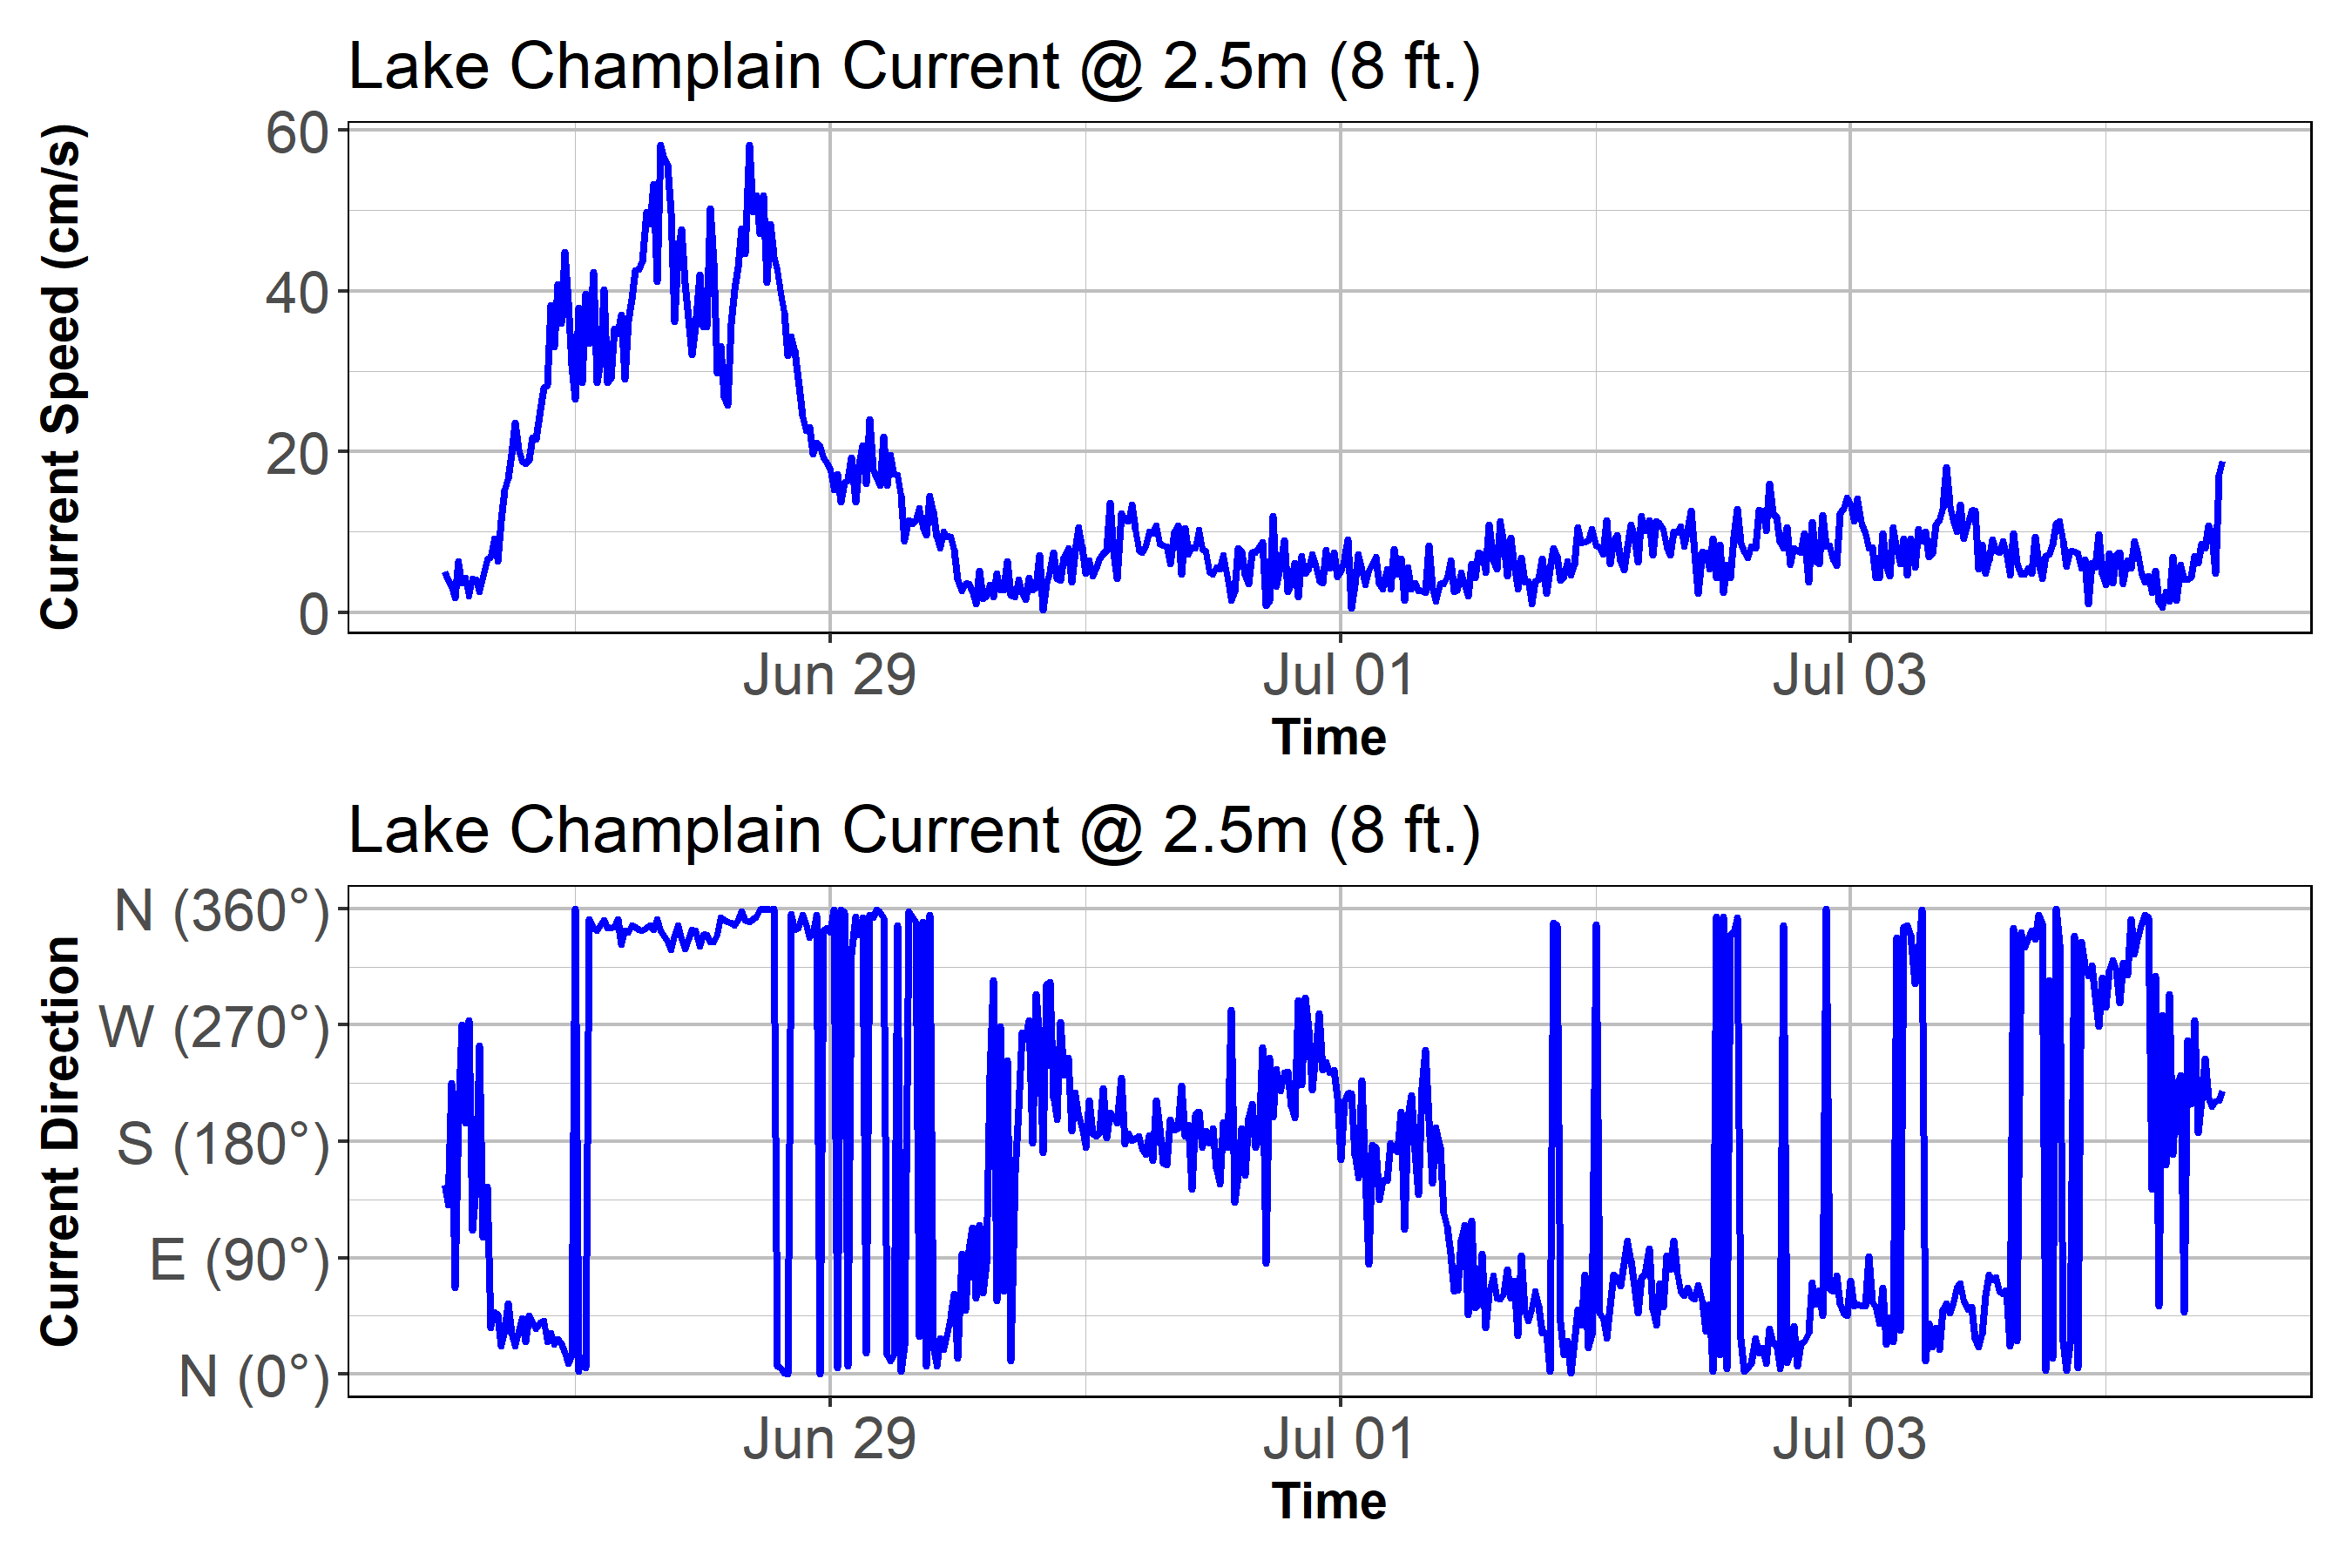 Lake Champlain Current @ 2.5m (8 ft.)
Current Speed (cm/s)
60
40
20
0
Jun 29 Jul 01 Jul 03
Time
Lake Champlain Current @ 2.5m (8 ft.)
Current Direction
N (360°)
W (270°)
S (180°)
E (90°)
N (0°)
Jun 29 Jul 01 Jul 03
Time